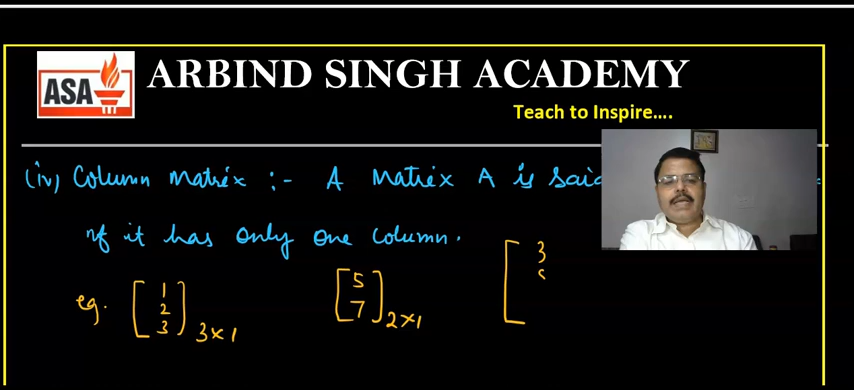 ASA
ARBIND SINGH ACADEMY
Teach to Inspire....
(iv) Column Matrix :- A Matrix A is said
if it has only one column.
eg. [1 2 3] 3×1 [5 7] 2×1 [3